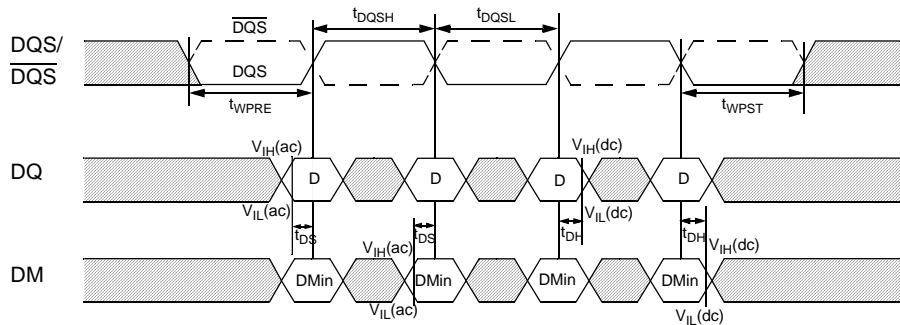 tDQSH tDQSL
DQS
DQS/
DQS
DQS
tWPRE tWPST
VIH(ac) VIH(dc)
DQ D D D D
VIL(ac) VIL(dc)
tDS tDS tDH tDH
VIH(ac) VIH(dc)
DM DMin DMin DMin DMin
VIL(ac) VIL(dc)